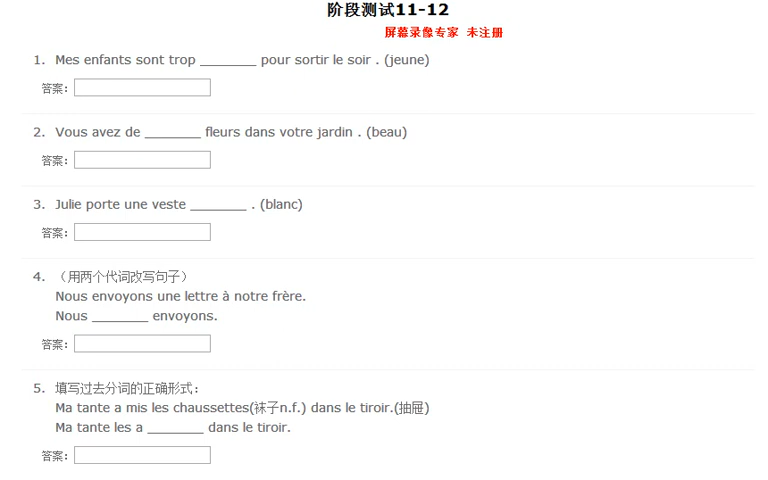 阶段测试11-12
屏幕录像专家 未注册
1. Mes enfants sont trop ________ pour sortir le soir . (jeune)
答案：
2. Vous avez de ________ fleurs dans votre jardin . (beau)
答案：
3. Julie porte une veste ________ . (blanc)
答案：
4. （用两个代词改写句子）
Nous envoyons une lettre à notre frère.
Nous ________ envoyons.
答案：
5. 填写过去分词的正确形式：
Ma tante a mis les chaussettes(袜子n.f.) dans le tiroir.(抽屉)
Ma tante les a ________ dans le tiroir.
答案：